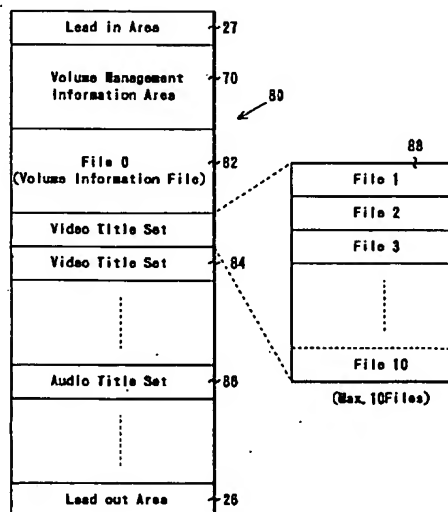 Lead in Area
27
Volume Management
Information Area
70
80
File 0
(Volume Information File)
82
88
Video Title Set
Video Title Set
84
File 1
File 2
File 3
File 10
(Max. 10Files)
Audio Title Set
86
Lead out Area
26